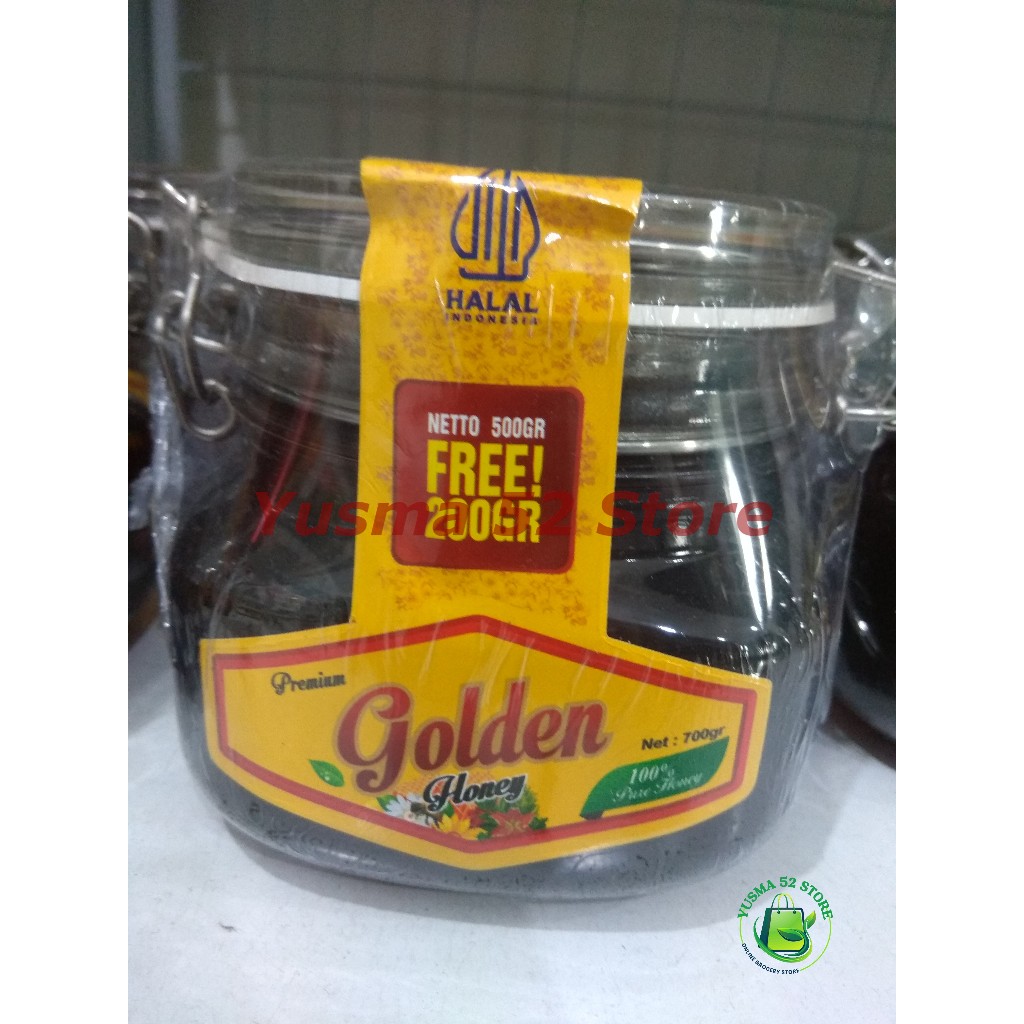 HALAL
INDONESIA
NETTO 500GR
FREE!
200GR
Yusma 52 Store
Premium
Golden
Honey
Net : 700gr
100%
Pure Honey
YUSMA 52 STORE
ONLINE GROCERY STORE